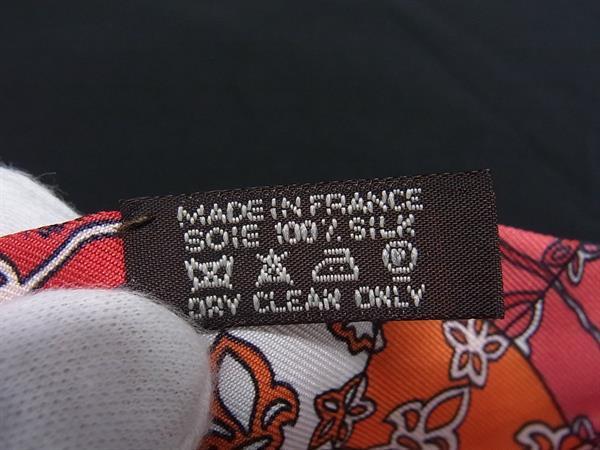 MADE IN FRANCE
SOIE 100% SILK
DRY CLEAN ONLY